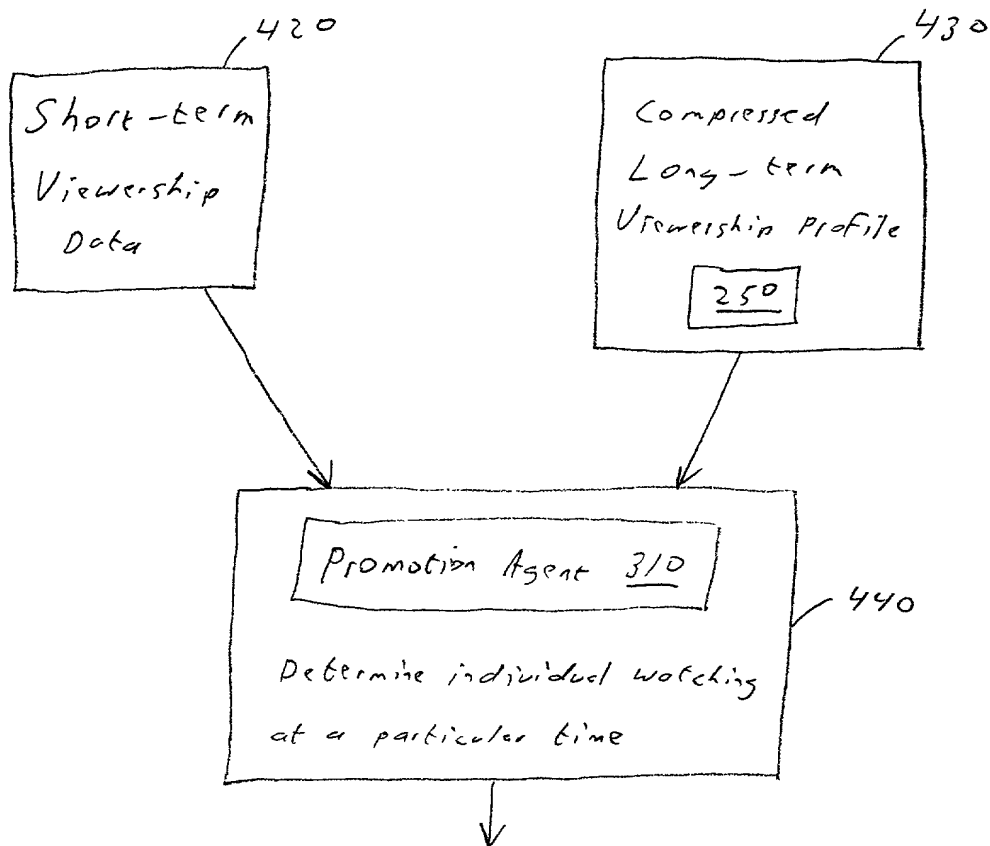 420
Short-term
Viewership
Data
430
Compressed
Long-term
Viewership Profile
250
Promotion Agent 310
440
Determine individual watching
at a particular time